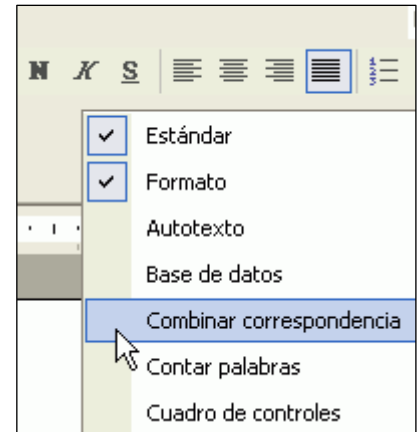 N K S
Estándar
Formato
Autotexto
Base de datos
Combinar correspondencia
Contar palabras
Cuadro de controles